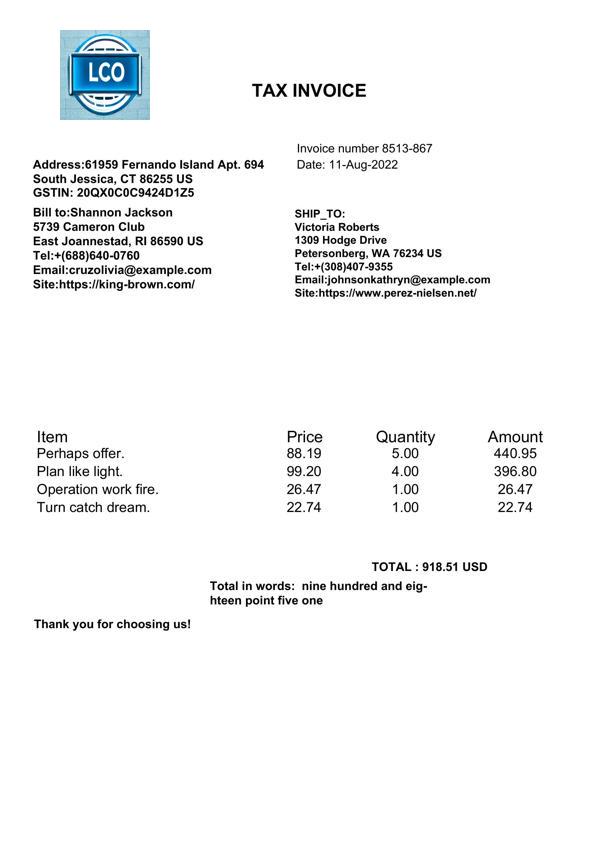 LCO
TAX INVOICE
Invoice number 8513-867
Date: 11-Aug-2022
Address:61959 Fernando Island Apt. 694
South Jessica, CT 86255 US
GSTIN: 20QX0C0C9424D1Z5
Bill to:Shannon Jackson
5739 Cameron Club
East Joannestad, RI 86590 US
Tel:+(688)640-0760
Email:cruzolivia@example.com
Site:https://king-brown.com/
SHIP_TO:
Victoria Roberts
1309 Hodge Drive
Petersonberg, WA 76234 US
Tel:+(308)407-9355
Email:johnsonkathryn@example.com
Site:https://www.perez-nielsen.net/
Item Price Quantity Amount
Perhaps offer. 88.19 5.00 440.95
Plan like light. 99.20 4.00 396.80
Operation work fire. 26.47 1.00 26.47
Turn catch dream. 22.74 1.00 22.74
TOTAL : 918.51 USD
Total in words:  nine hundred and eig-
hteen point five one
Thank you for choosing us!